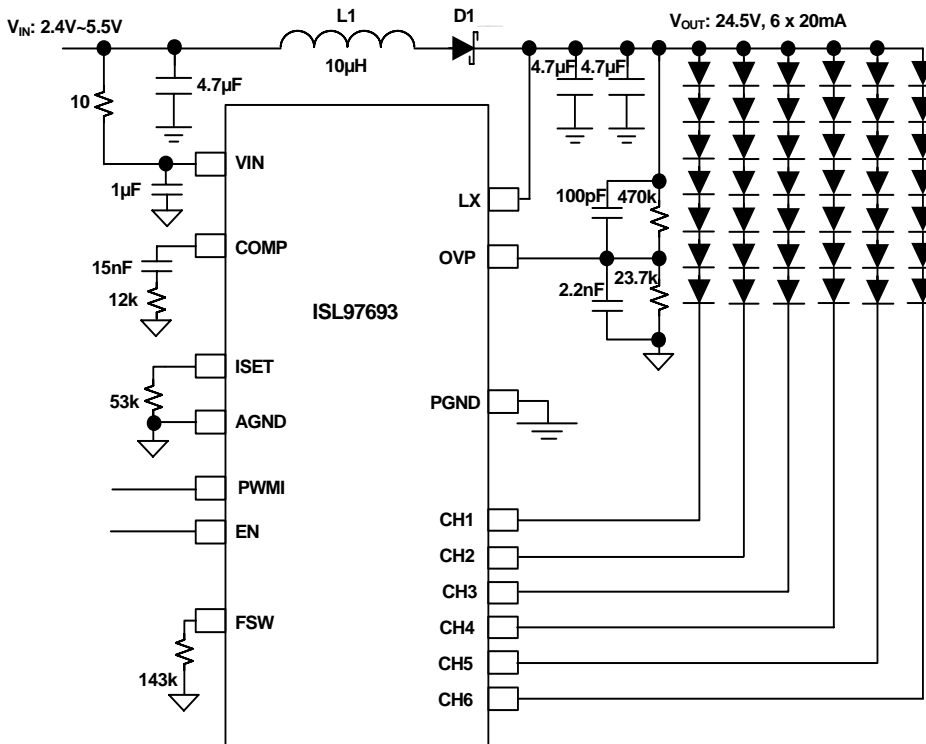 L1
D1
V_IN: 2.4V~5.5V
V_OUT: 24.5V, 6 x 20mA
10µH
4.7µF
4.7µF
4.7µF
10
VIN
1µF
LX
100pF
470k
COMP
OVP
15nF
12k
2.2nF
23.7k
ISL97693
ISET
53k
PGND
AGND
PWMI
EN
CH1
CH2
CH3
FSW
CH4
CH5
143k
CH6